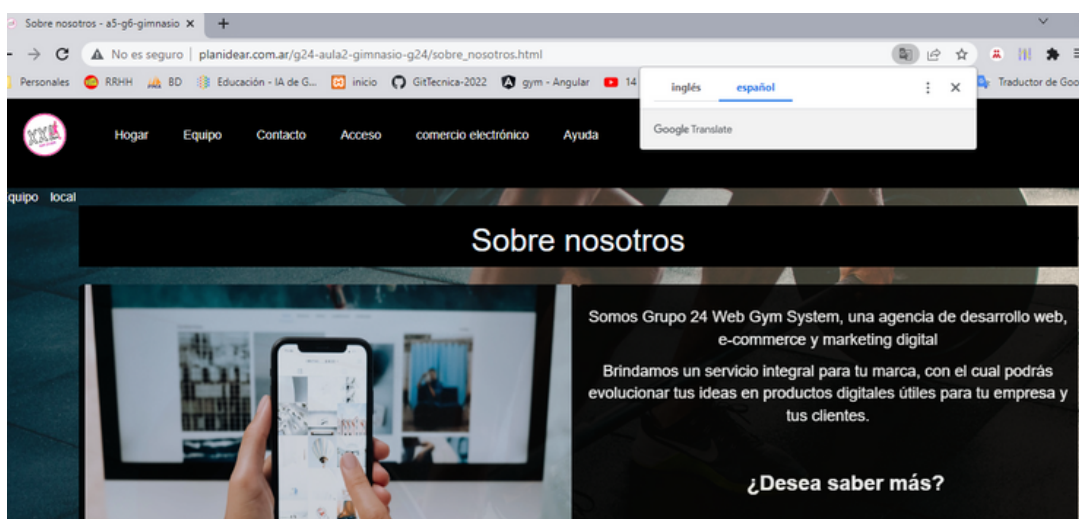 Sobre nosotros - a5-g6-gimnasio
No es seguro | planidear.com.ar/g24-aula2-gimnasio-g24/sobre_nosotros.html
Personales RRHH BD Educación - IA de G... inicio GitTecnica-2022 gym - Angular 14 Traductor de Goo
inglés español
Google Translate
Hogar Equipo Contacto Acceso comercio electrónico Ayuda
quipo local
Sobre nosotros
Somos Grupo 24 Web Gym System, una agencia de desarrollo web,
e-commerce y marketing digital
Brindamos un servicio integral para tu marca, con el cual podrás
evolucionar tus ideas en productos digitales útiles para tu empresa y
tus clientes.
¿Desea saber más?